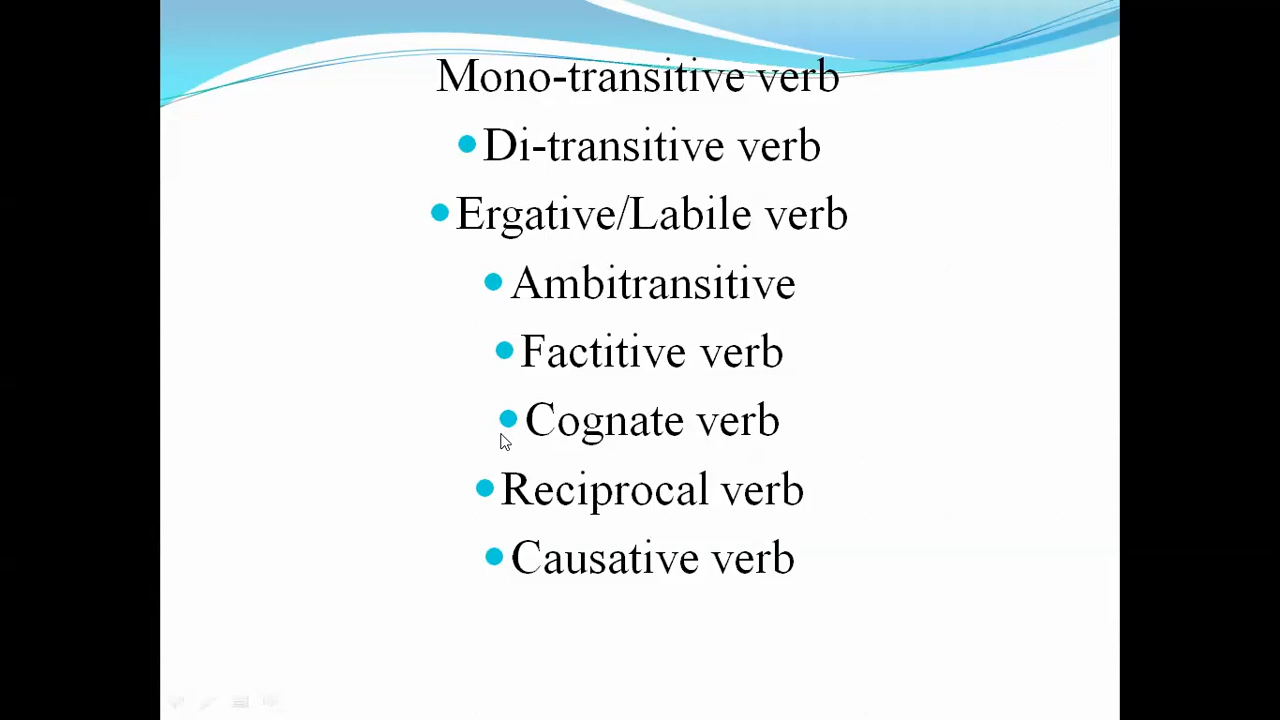 Mono-transitive verb
Di-transitive verb
Ergative/Labile verb
Ambitransitive
Factitive verb
Cognate verb
Reciprocal verb
Causative verb